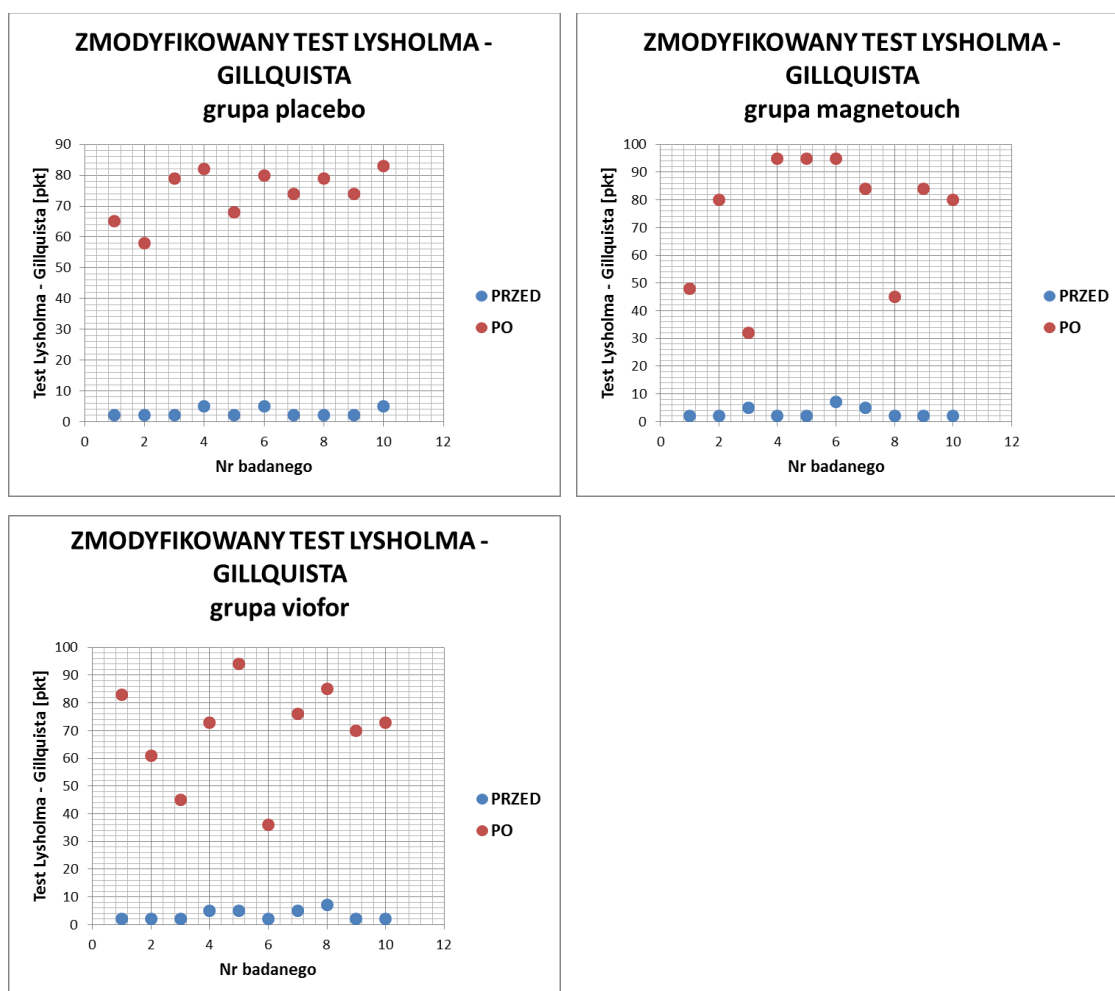 ZMODYFIKOWANY TEST LYSHOLMA -
GILLQUISTA
grupa placebo
Test Lysholma - Gillquista [pkt]
90
80
70
60
50
40
30
20
10
0
0 2 4 6 8 10 12
Nr badanego
PRZED
PO
ZMODYFIKOWANY TEST LYSHOLMA -
GILLQUISTA
grupa magnetouch
Test Lysholma - Gillquista [pkt]
100
90
80
70
60
50
40
30
20
10
0
0 2 4 6 8 10 12
Nr badanego
PRZED
PO
ZMODYFIKOWANY TEST LYSHOLMA -
GILLQUISTA
grupa viofor
Test Lysholma - Gillquista [pkt]
100
90
80
70
60
50
40
30
20
10
0
0 2 4 6 8 10 12
Nr badanego
PRZED
PO